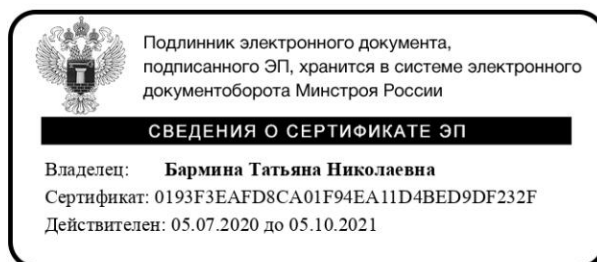 Подлинник электронного документа,
подписанного ЭП, хранится в системе электронного
документооборота Минстроя России
СВЕДЕНИЯ О СЕРТИФИКАТЕ ЭП
Владелец: Бармина Татьяна Николаевна
Сертификат: 0193F3EAFD8CA01F94EA11D4BED9DF232F
Действителен: 05.07.2020 до 05.10.2021